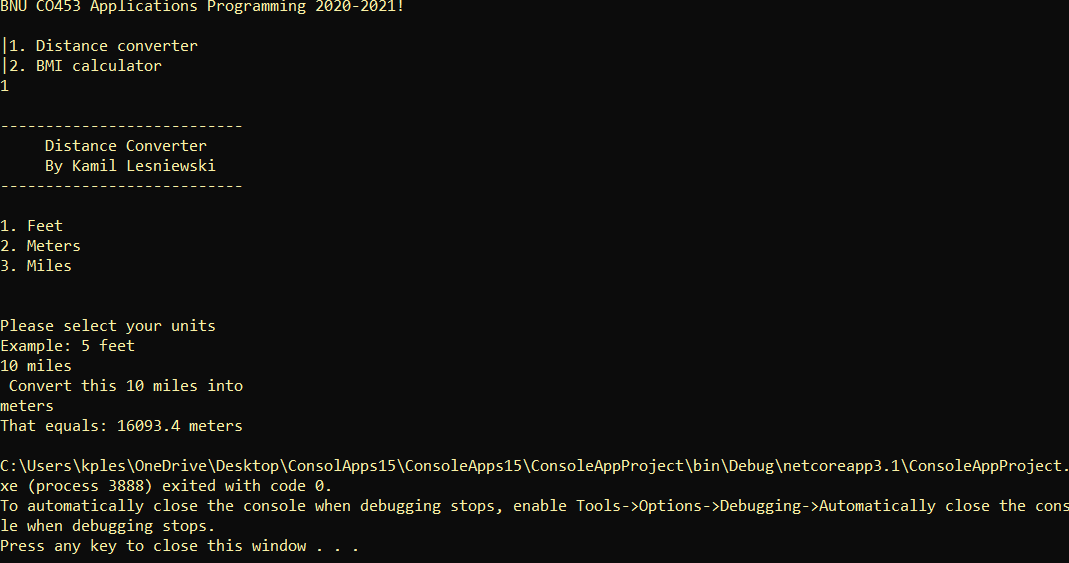 BNU CO453 Applications Programming 2020-2021!
|1. Distance converter
|2. BMI calculator
1
---------------------------
Distance Converter
By Kamil Lesniewski
---------------------------
1. Feet
2. Meters
3. Miles
Please select your units
Example: 5 feet
10 miles
Convert this 10 miles into
meters
That equals: 16093.4 meters
C:\Users\kples\OneDrive\Desktop\ConsolApps15\ConsoleApps15\ConsoleAppProject\bin\Debug\netcoreapp3.1\ConsoleAppProject.
xe (process 3888) exited with code 0.
To automatically close the console when debugging stops, enable Tools->Options->Debugging->Automatically close the cons
le when debugging stops.
Press any key to close this window . . .